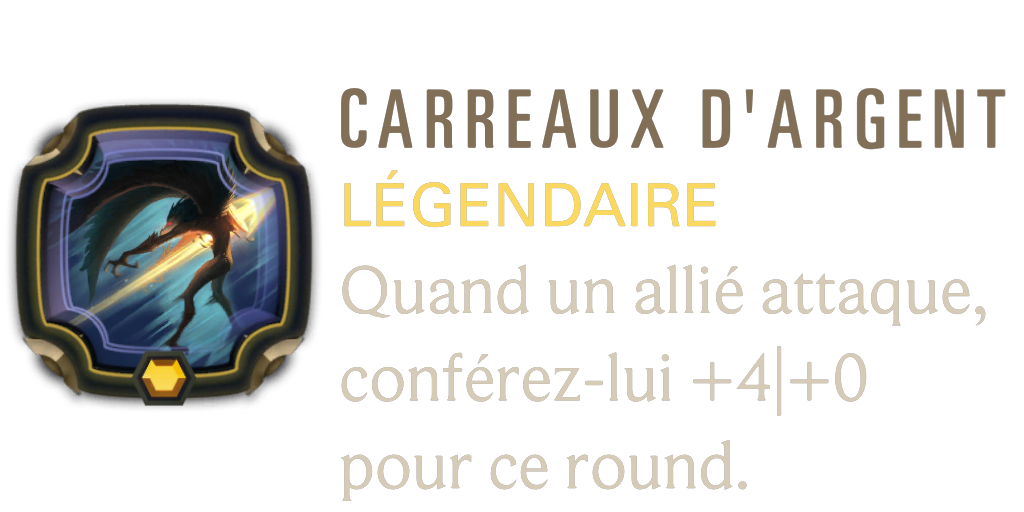 CARREAUX D'ARGENT
LÉGENDAIRE
Quand un allié attaque,
conférez-lui +4|+0
pour ce round.